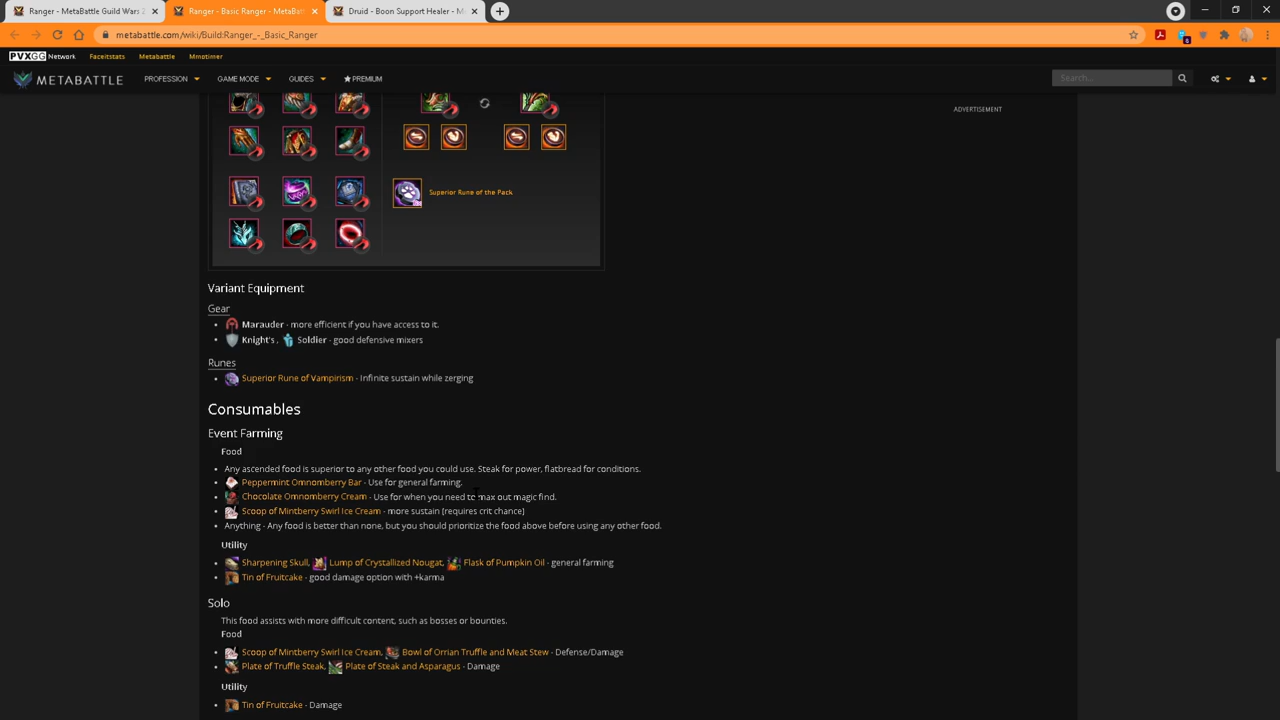 Ranger - MetaBattle Guild Wars 2
Ranger - Basic Ranger - MetaBatt
Druid - Boon Support Healer - M
metabattle.com/wiki/Build:Ranger_-_Basic_Ranger
PVXGG Network Faceitstats Metabattle Mmotimer
METABATTLE PROFESSION GAME MODE GUIDES PREMIUM Search...
ADVERTISEMENT
Superior Rune of the Pack
Variant Equipment
Gear
Marauder - more efficient if you have access to it.
Knight's, Soldier - good defensive mixers
Runes
Superior Rune of Vampirism - Infinite sustain while zerging
Consumables
Event Farming
Food
Any ascended food is superior to any other food you could use. Steak for power, flatbread for conditions.
Peppermint Omnomberry Bar - Use for general farming.
Chocolate Omnomberry Cream - Use for when you need to max out magic find.
Scoop of Mintberry Swirl Ice Cream - more sustain [requires crit chance]
Anything - Any food is better than none, but you should prioritize the food above before using any other food.
Utility
Sharpening Skull, Lump of Crystallized Nougat, Flask of Pumpkin Oil - general farming
Tin of Fruitcake - good damage option with +karma
Solo
This food assists with more difficult content, such as bosses or bounties.
Food
Scoop of Mintberry Swirl Ice Cream, Bowl of Orrian Truffle and Meat Stew - Defense/Damage
Plate of Truffle Steak, Plate of Steak and Asparagus - Damage
Utility
Tin of Fruitcake - Damage